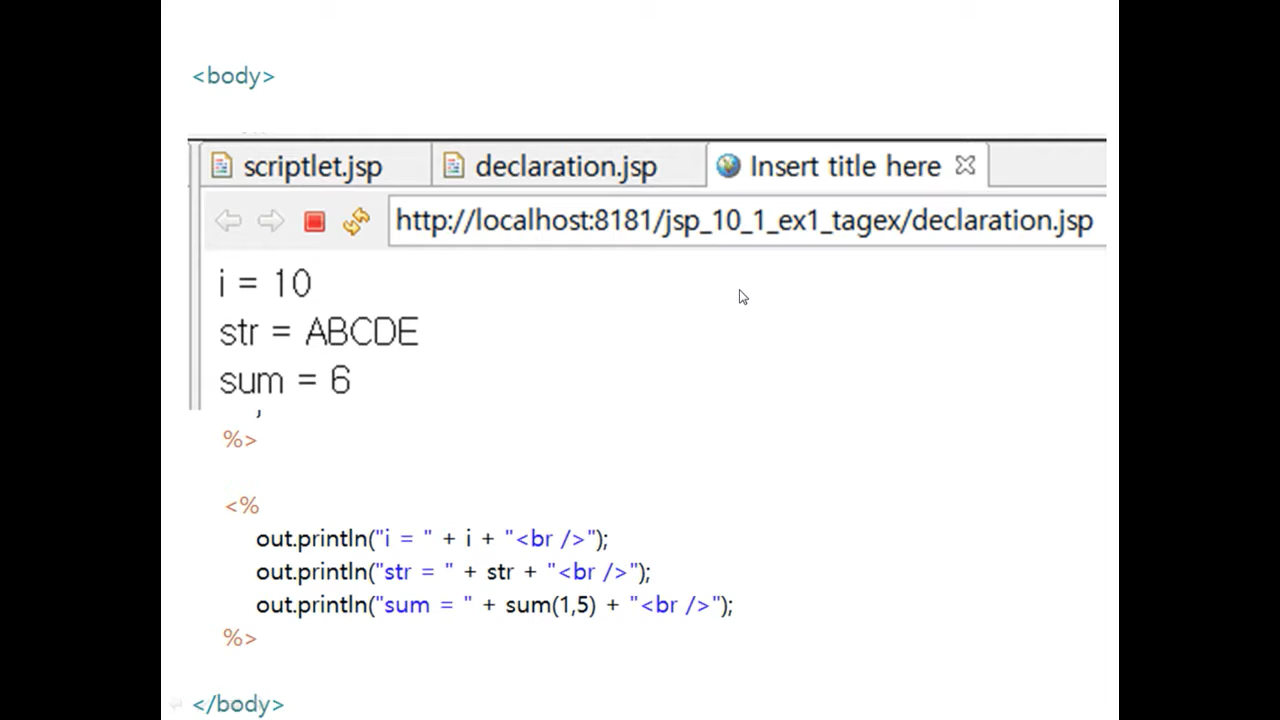 <body>
scriptlet.jsp declaration.jsp Insert title here
http://localhost:8181/jsp_10_1_ex1_tagex/declaration.jsp
i = 10
str = ABCDE
sum = 6
%>
<%
out.println("i = " + i + "<br />");
out.println("str = " + str + "<br />");
out.println("sum = " + sum(1,5) + "<br />");
%>
</body>